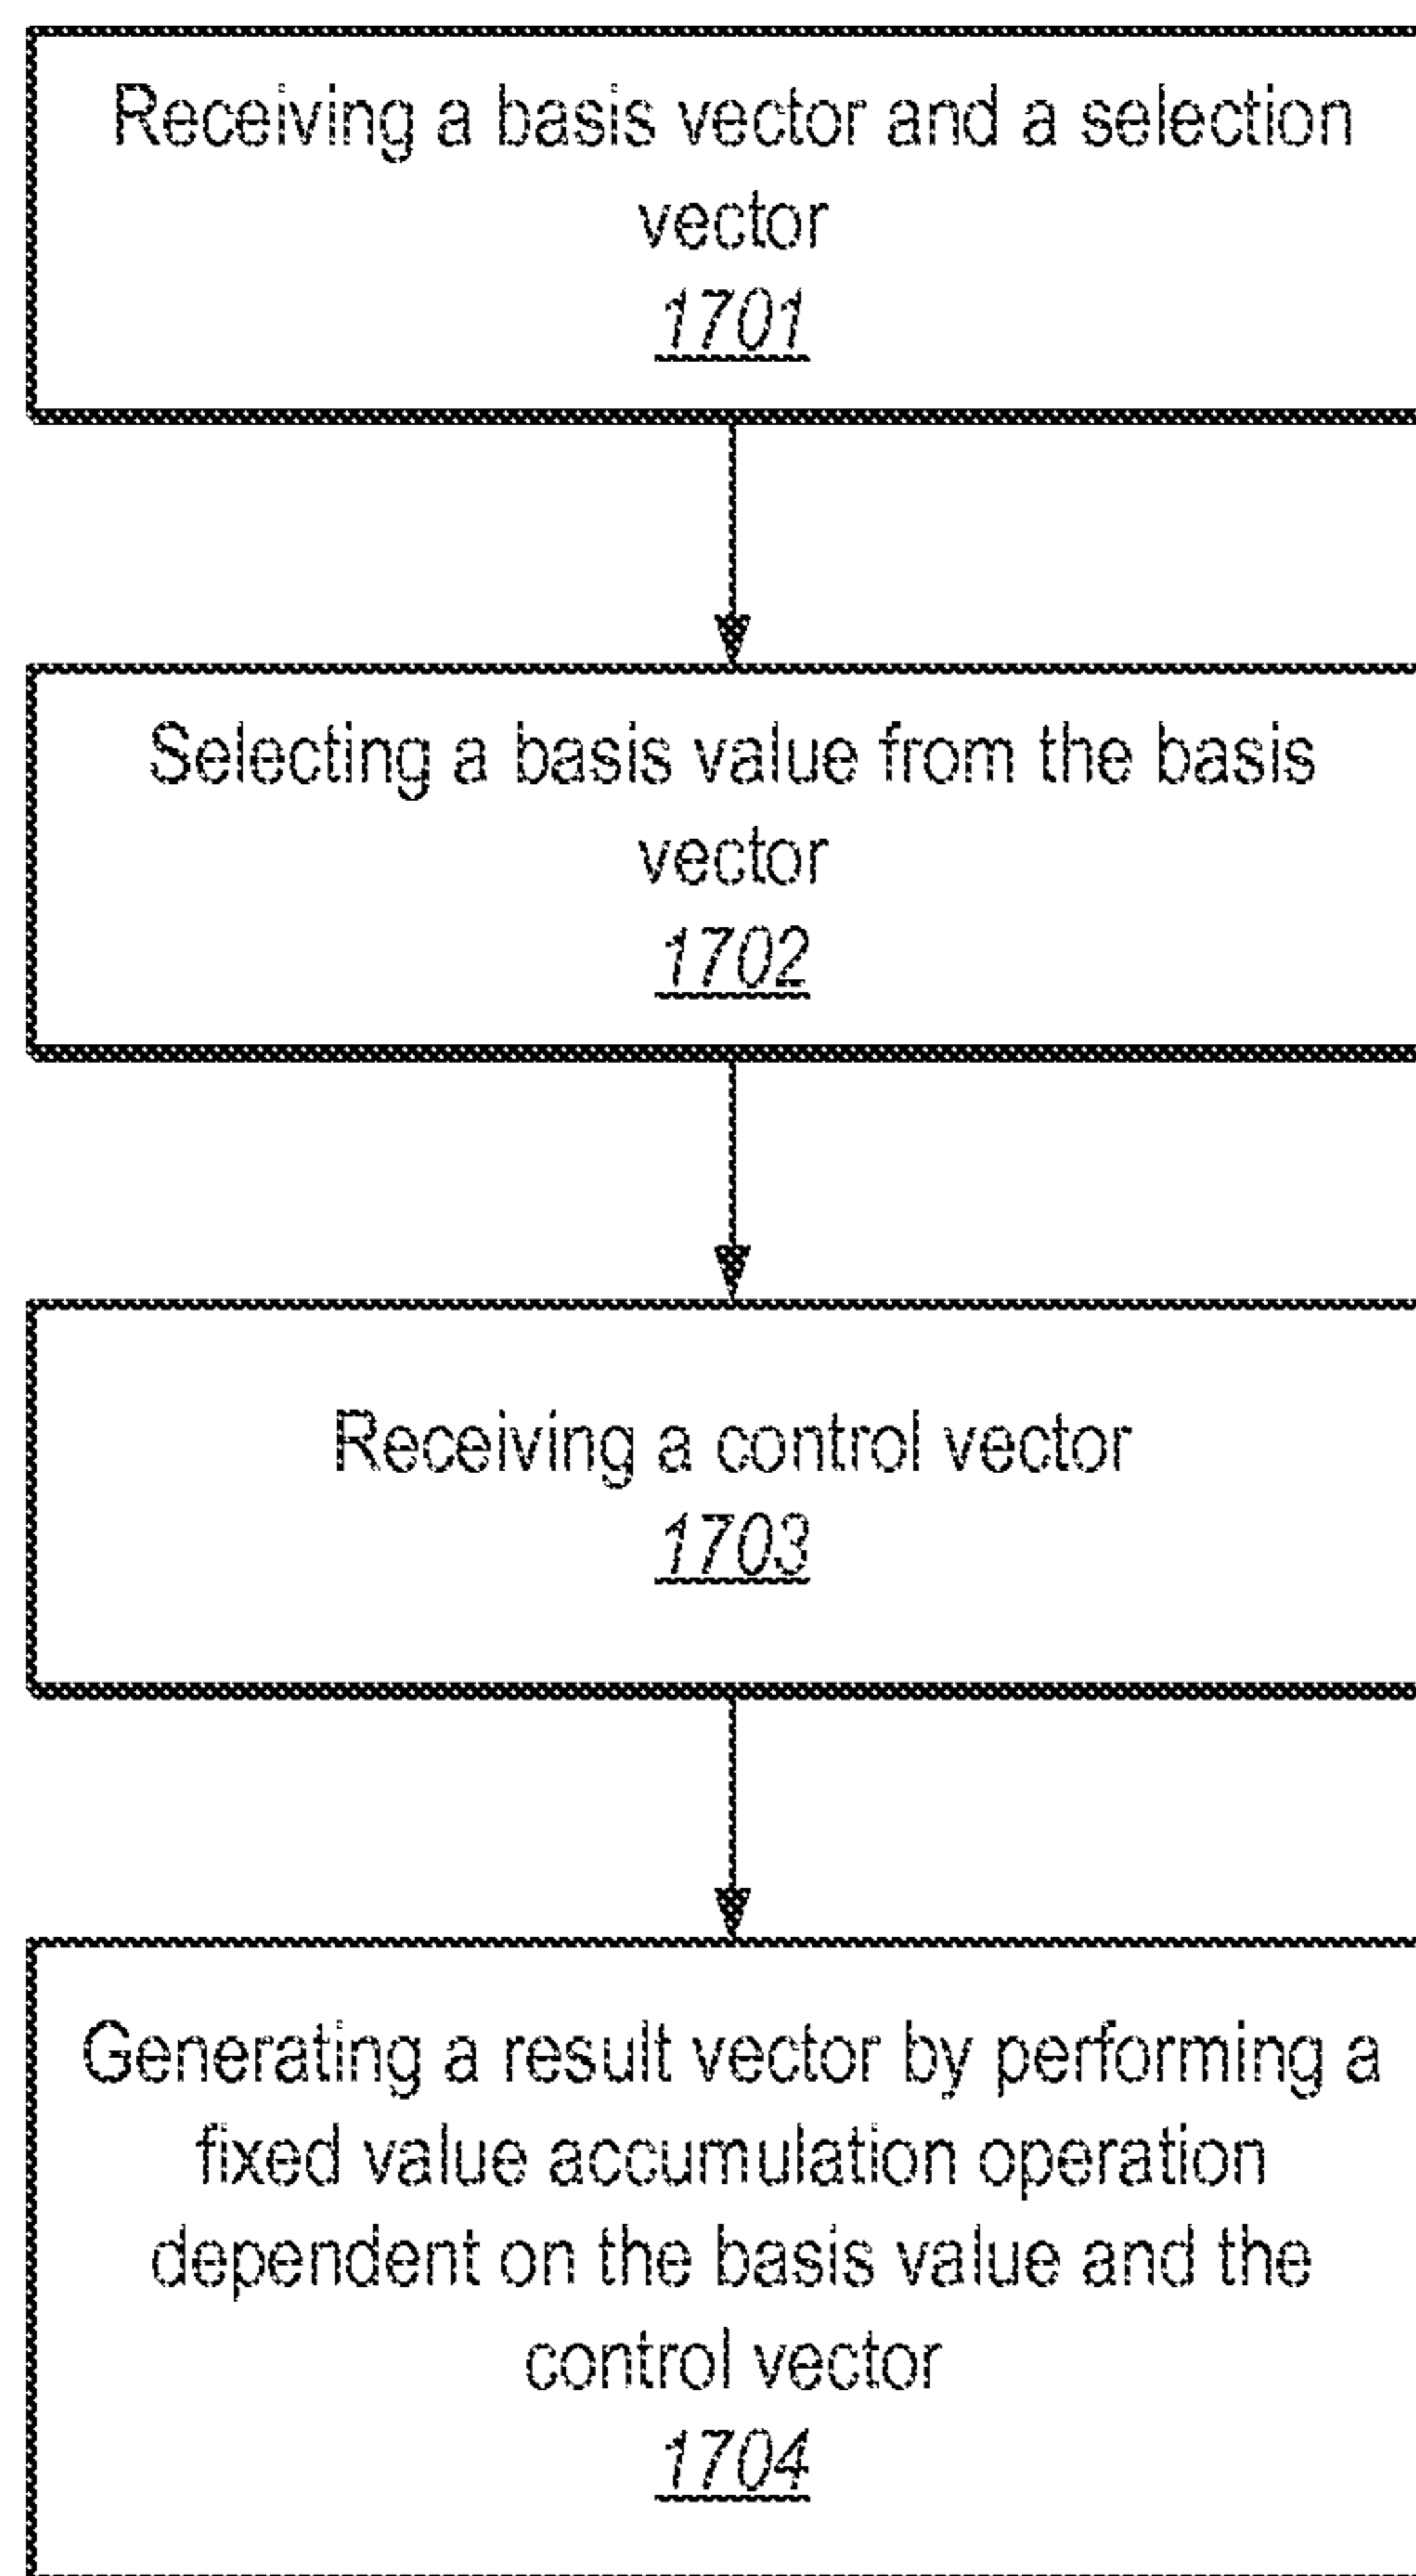 Receiving a basis vector and a selection
vector
1701
Selecting a basis value from the basis
vector
1702
Receiving a control vector
1703
Generating a result vector by performing a
fixed value accumulation operation
dependent on the basis value and the
control vector
1704